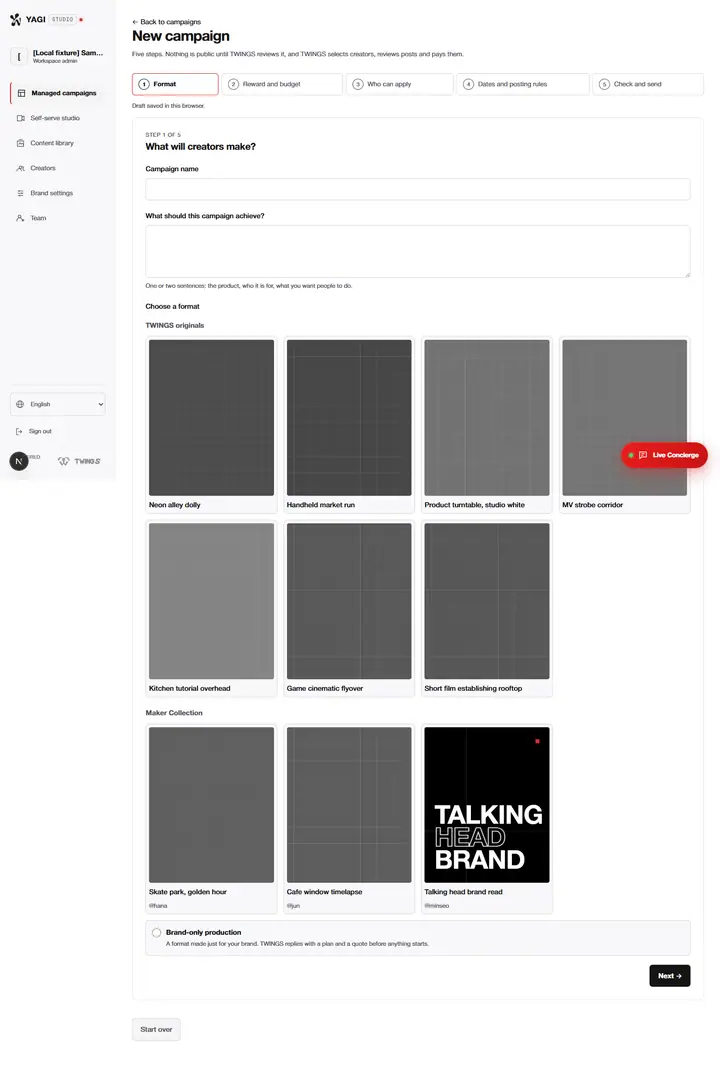 YAGI STUDIO
[
[Local fixture] Sam...
Workspace admin
Managed campaigns
Self-serve studio
Content library
Creators
Brand settings
Team
English
Sign out
N
TWINGS
← Back to campaigns
New campaign
Five steps. Nothing is public until TWINGS reviews it, and TWINGS selects creators, reviews posts and pays them.
1 Format
2 Reward and budget
3 Who can apply
4 Dates and posting rules
5 Check and send
Draft saved in this browser.
STEP 1 OF 5
What will creators make?
Campaign name
What should this campaign achieve?
One or two sentences: the product, who it is for, what you want people to do.
Choose a format
TWINGS originals
Neon alley dolly
Handheld market run
Product turntable, studio white
MV strobe corridor
Live Concierge
Kitchen tutorial overhead
Game cinematic flyover
Short film establishing rooftop
Maker Collection
TALKING
HEAD
BRAND
Skate park, golden hour
@hana
Cafe window timelapse
@jun
Talking head brand read
@minseo
Brand-only production
A format made just for your brand. TWINGS replies with a plan and a quote before anything starts.
Next →
Start over